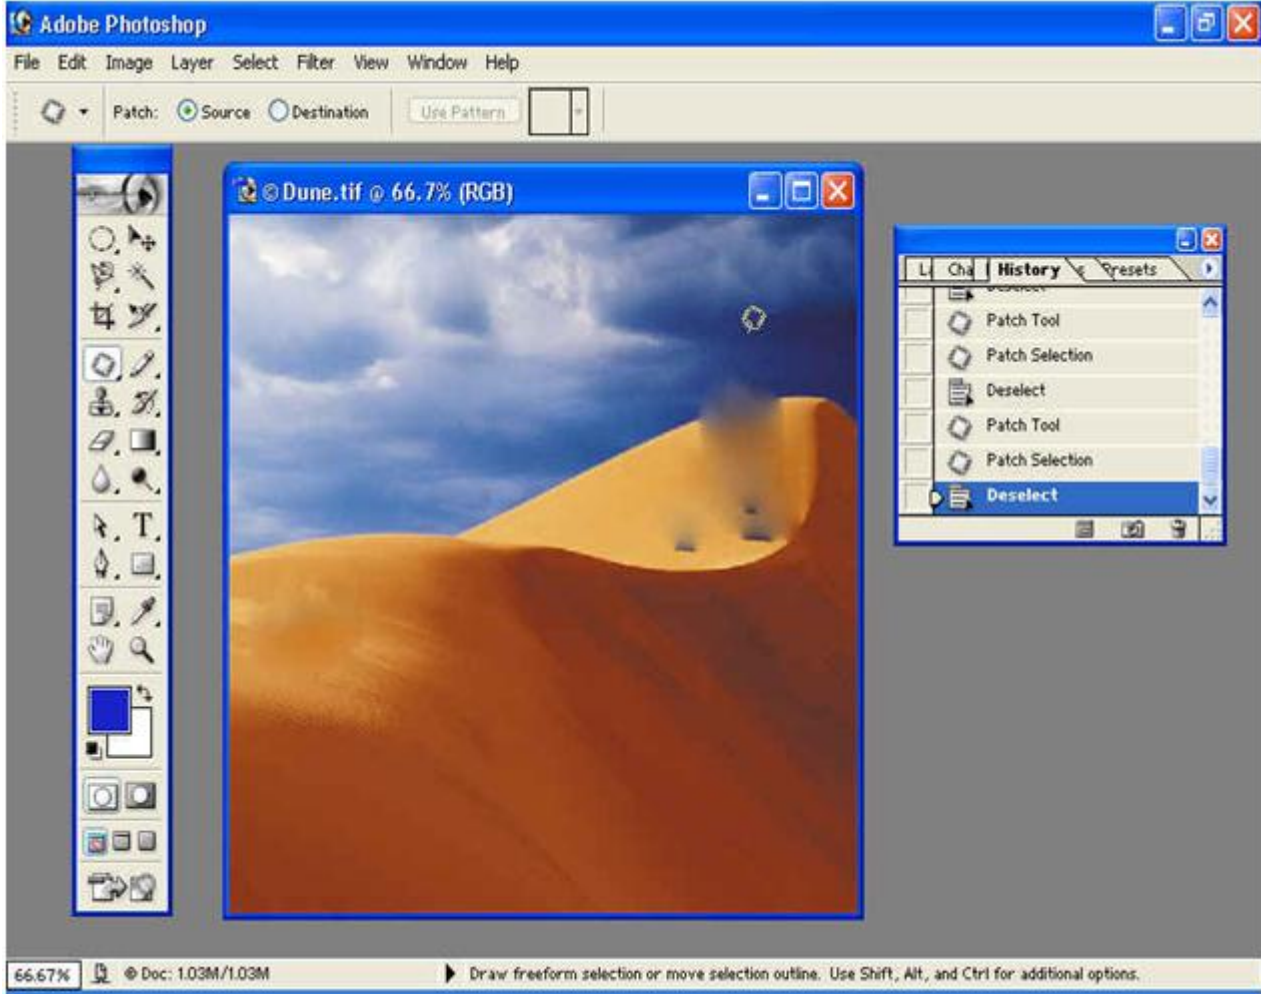 Adobe Photoshop
File Edit Image Layer Select Filter View Window Help
Patch: Source Destination Use Pattern
© Dune.tif @ 66.7% (RGB)
Cha History Presets
Deselect
Patch Tool
Patch Selection
Deselect
Patch Tool
Patch Selection
Deselect
T
66.67% Doc: 1.03M/1.03M Draw freeform selection or move selection outline. Use Shift, Alt, and Ctrl for additional options.